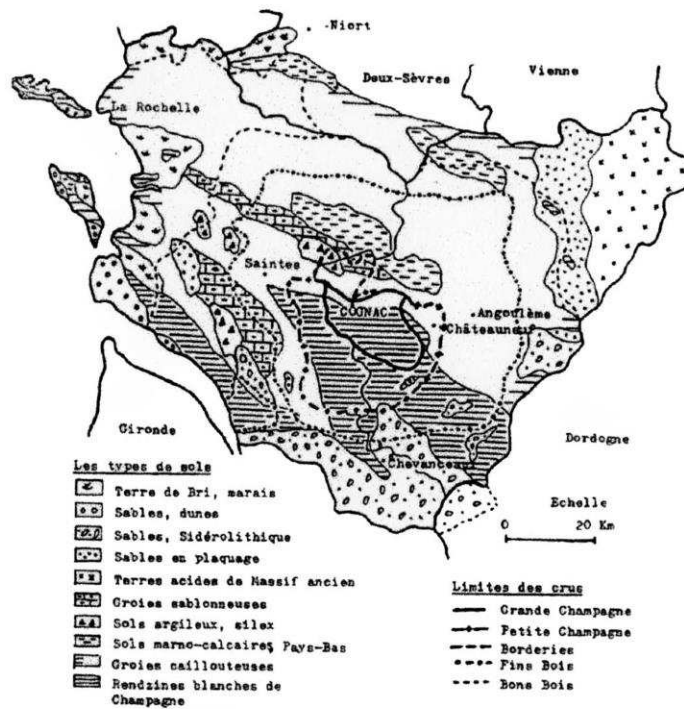 Niort
Deux-Sèvres
Vienne
La Rochelle
Saintes
COGNAC
Angoulême
Châteauneuf
Gironde
Dordogne
Chevanceaux
Les types de sols
Terre de Bri, marais
Sables, dunes
Sables, Sidérolithique
Sables en plaquage
Terres acides de Massif ancien
Groies sablonneuses
Sols argileux, silex
Sols marno-calcaires Pays-Bas
Groies caillouteuses
Rendzines blanches de
Champagne
Echelle
0 20 Km
Limites des crus
Grande Champagne
Petite Champagne
Borderies
Fins Bois
Bons Bois